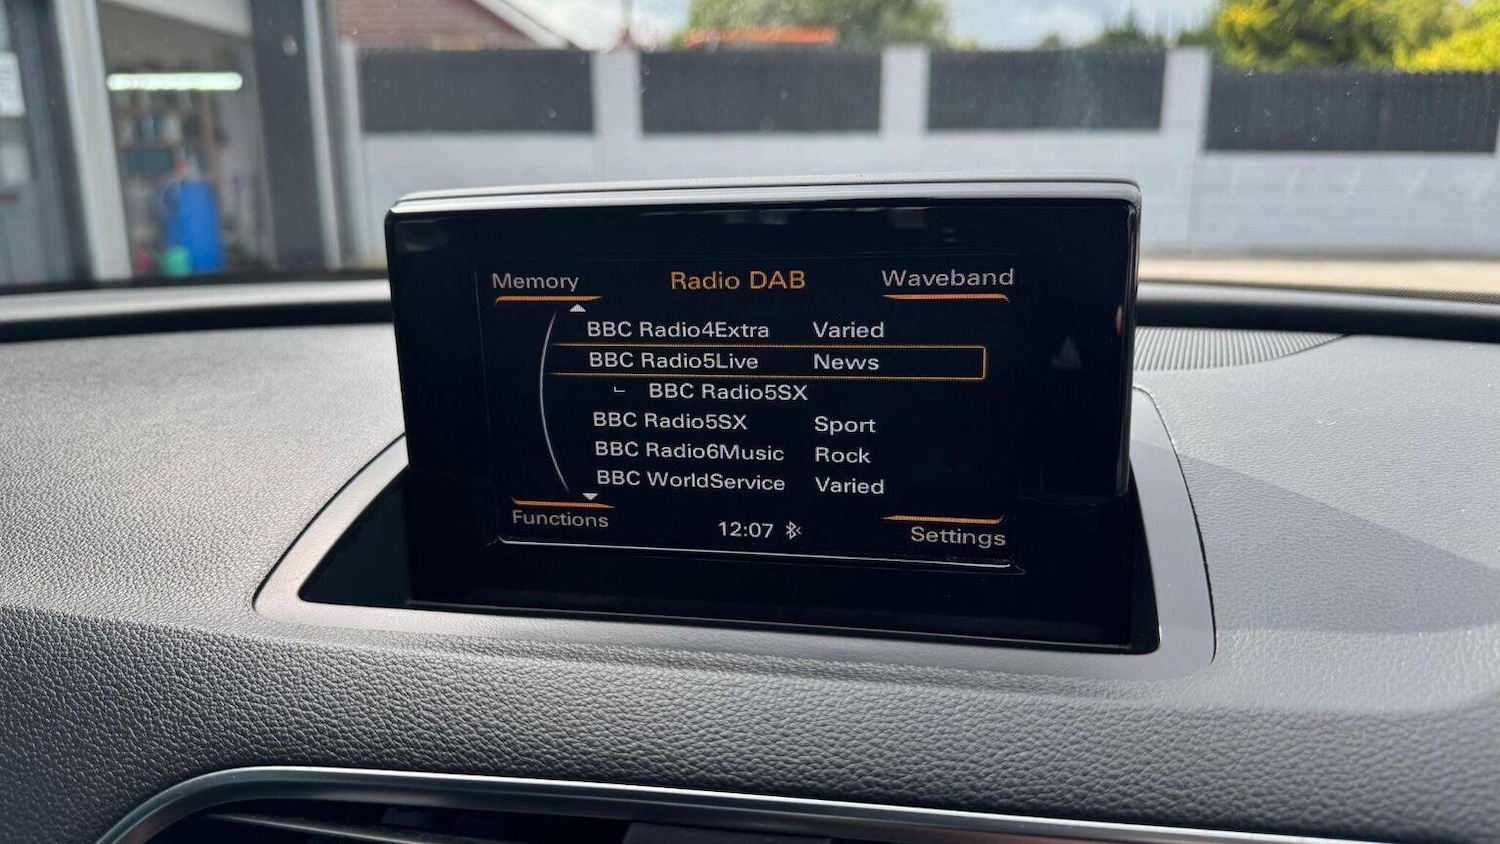 Memory Radio DAB Waveband
BBC Radio4Extra Varied
BBC Radio5Live News
BBC Radio5SX
BBC Radio5SX Sport
BBC Radio6Music Rock
BBC WorldService Varied
Functions 12:07 Settings